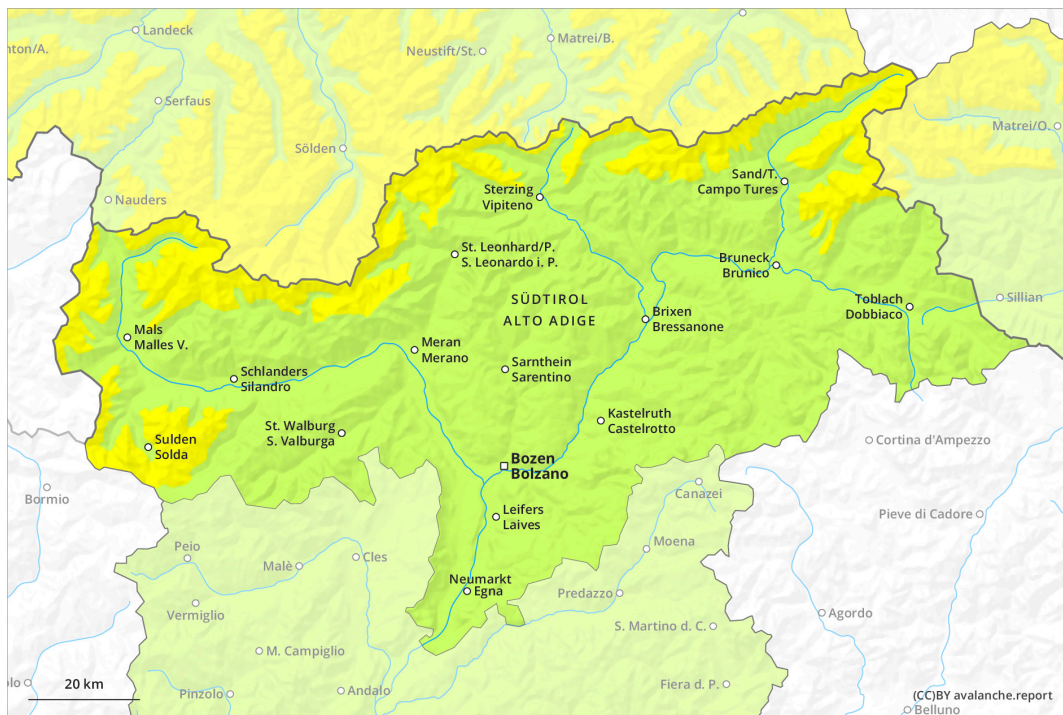 Landeck
Matrei/B.
nton/A.
Neustift/St.
Serfaus
Matrei/O.
Sölden
Sand/T.
Campo Tures
Sterzing
Vipiteno
Nauders
St. Leonhard/P.
S. Leonardo i. P.
Bruneck
Brunico
SÜDTIROL
ALTO ADIGE
Toblach
Dobbiaco
Sillian
Brixen
Bressanone
Mals
Malles V.
Meran
Merano
Sarnthein
Sarentino
Schlanders
Silandro
Kastelruth
Castelrotto
St. Walburg
S. Valburga
Sulden
Solda
Cortina d'Ampezzo
Bozen
Bolzano
Bormio
Canazei
Leifers
Laives
Pieve di Cadore
Moena
Peio
Cles
Malè
Neumarkt
Egna
Predazzo
Vermiglio
Agordo
S. Martino d. C.
M. Campiglio
olo
20 km
Pinzolo
Andalo
Fiera d. P.
(CC)BY avalanche.report
Belluno